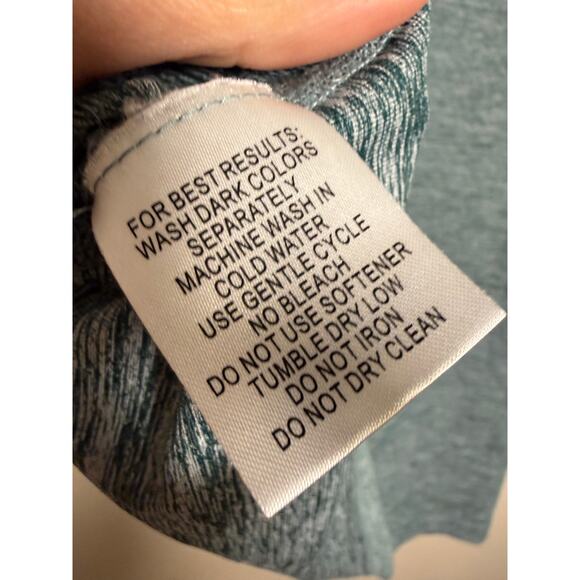 FOR BEST RESULTS:
WASH DARK COLORS
SEPARATELY
MACHINE WASH IN
COLD WATER
USE GENTLE CYCLE
NO BLEACH
DO NOT USE SOFTENER
TUMBLE DRY LOW
DO NOT IRON
DO NOT DRY CLEAN